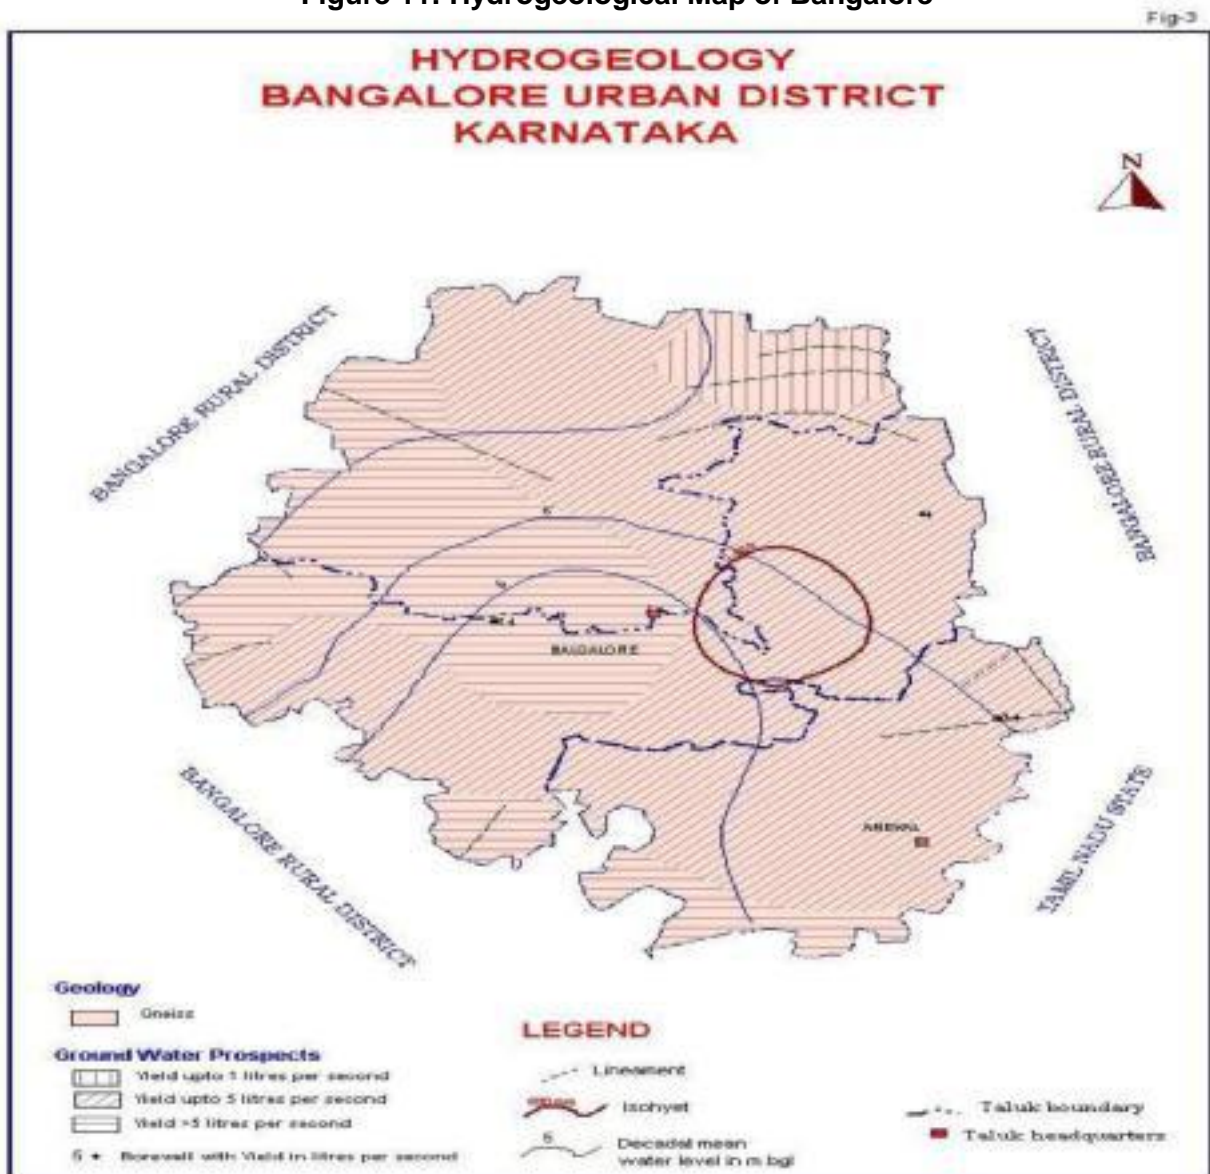 Figure 11: Hydrogeological Map of Bangalore
Fig-3
HYDROGEOLOGY
BANGALORE URBAN DISTRICT
KARNATAKA
N
BANGALORE RURAL DISTRICT
BANGALORE RURAL DISTRICT
6
BANGALORE
BANGALORE RURAL DISTRICT
ANEKAL
TAMIL NADU STATE
Geology
Gneiss
LEGEND
Ground Water Prospects
Yield upto 1 litres per second
Yield upto 5 litres per second
Yield >5 litres per second
Borewell with Yield in litres per second
Lineament
Isohyet
Decadal mean
water level in m bgl
Taluk boundary
Taluk headquarters